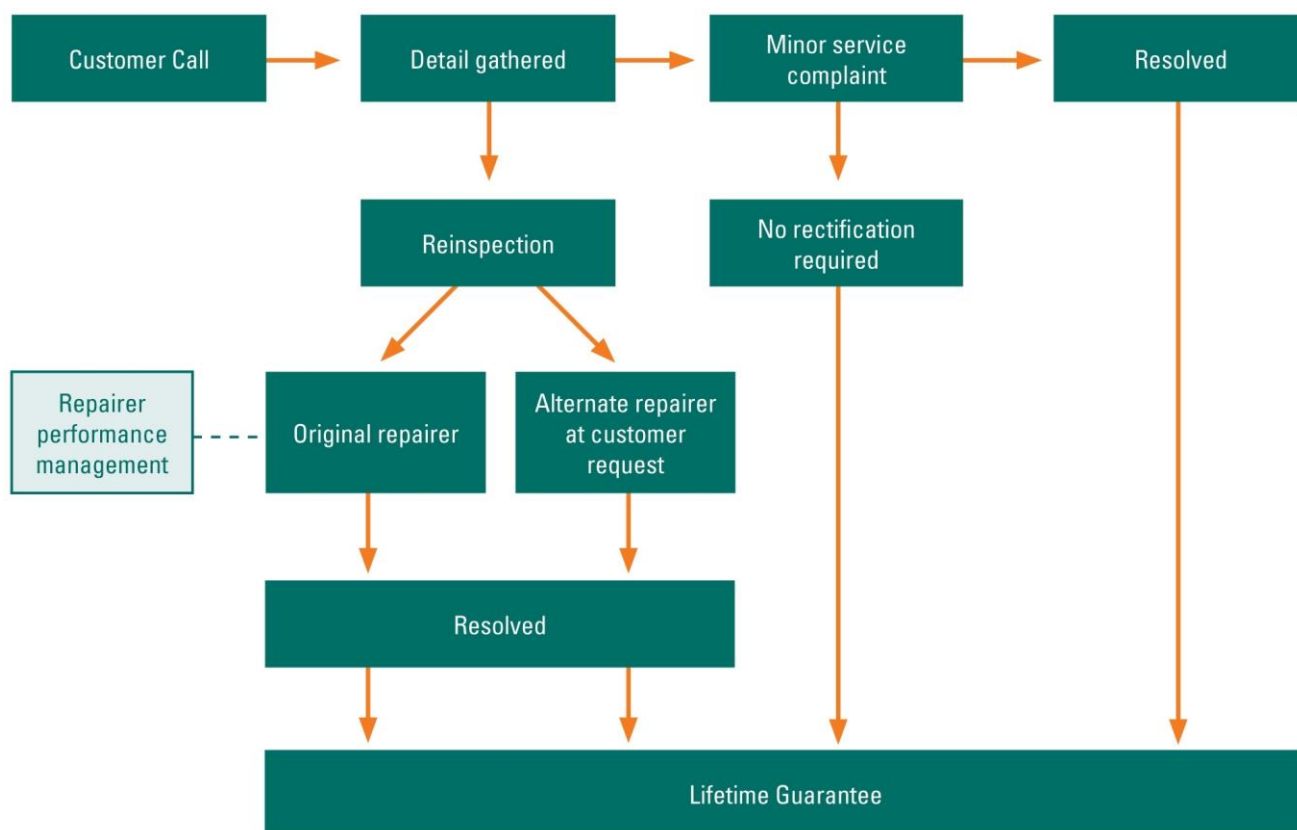 Customer Call
Detail gathered
Minor service
complaint
Resolved
Reinspection
No rectification
required
Repairer
performance
management
Original repairer
Alternate repairer
at customer
request
Resolved
Lifetime Guarantee